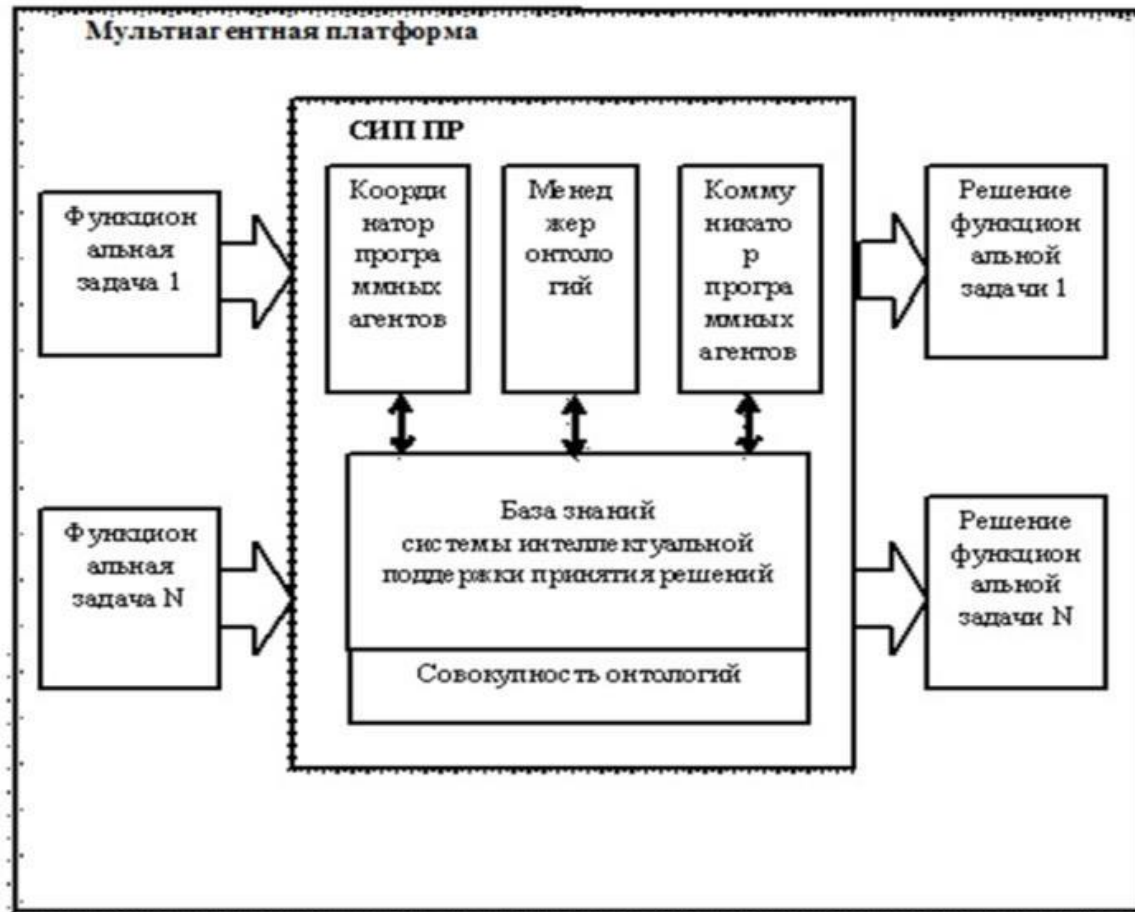 Мультиагентная платформа
СИП ПР
Функцион
альная
задача 1
Коорди
натор
програ
ммных
агентов
Менед
жер
онтоло
гий
Комму
никато
р
програ
ммных
агентов
Решение
функцион
альной
задачи 1
Функцион
альная
задача N
База знаний
системы интеллектуальной
поддержки принятия решений
Совокупность онтологий
Решение
функцион
альной
задачи N